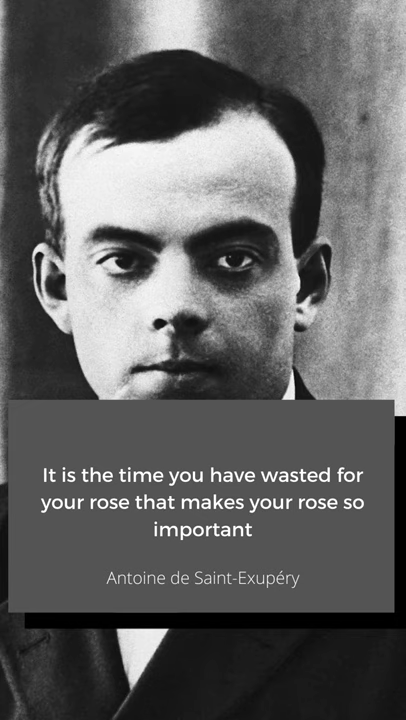 It is the time you have wasted for
your rose that makes your rose so
important
Antoine de Saint-Exupéry